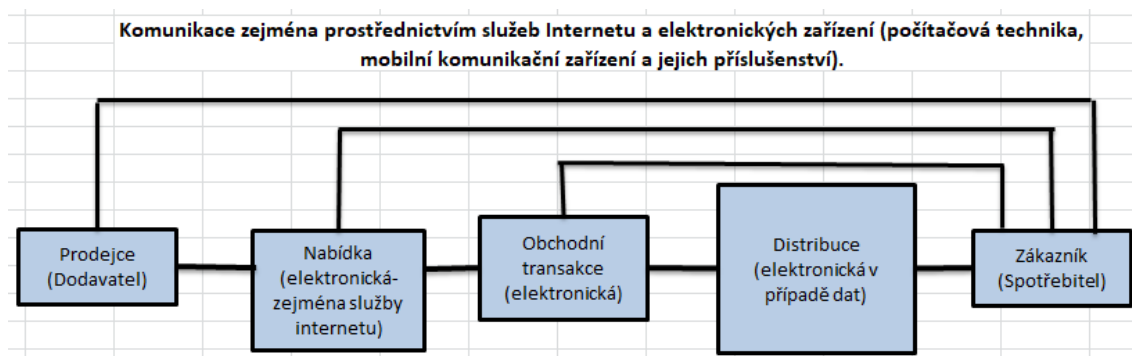 Komunikace zejména prostřednictvím služeb Internetu a elektronických zařízení (počítačová technika,
mobilní komunikační zařízení a jejich příslušenství).
Prodejce
(Dodavatel)
Nabídka
(elektronická-
zejména služby
internetu)
Obchodní
transakce
(elektronická)
Distribuce
(elektronická v
případě dat)
Zákazník
(Spotřebitel)